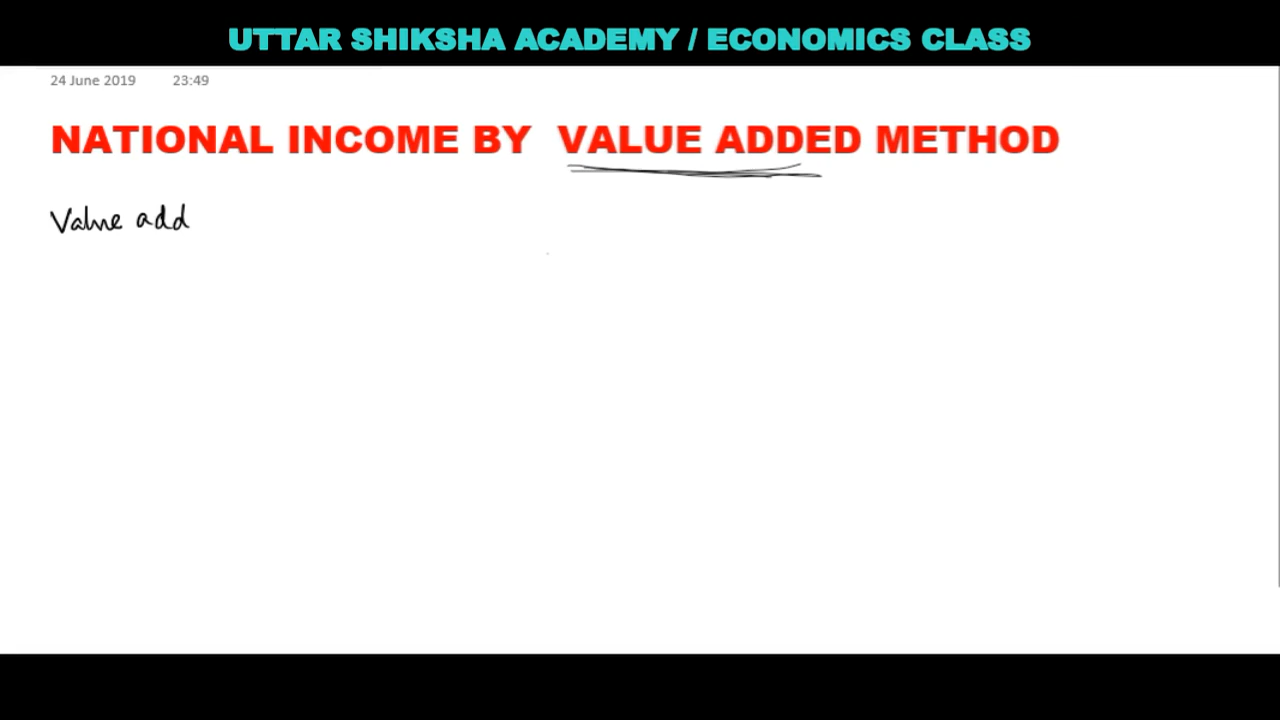 UTTAR SHIKSHA ACADEMY / ECONOMICS CLASS
24 June 2019 23:49
NATIONAL INCOME BY VALUE ADDED METHOD
Value add